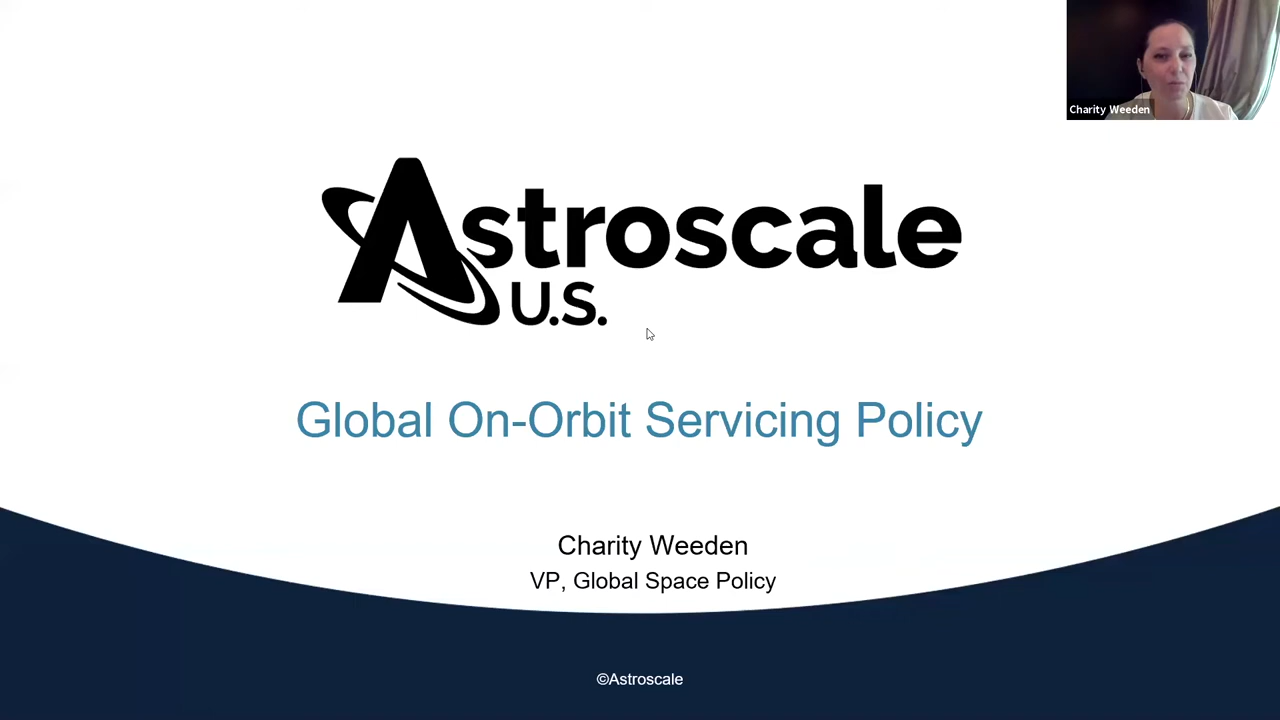 Charity Weeden
Astroscale
U.S.
Global On-Orbit Servicing Policy
Charity Weeden
VP, Global Space Policy
©Astroscale